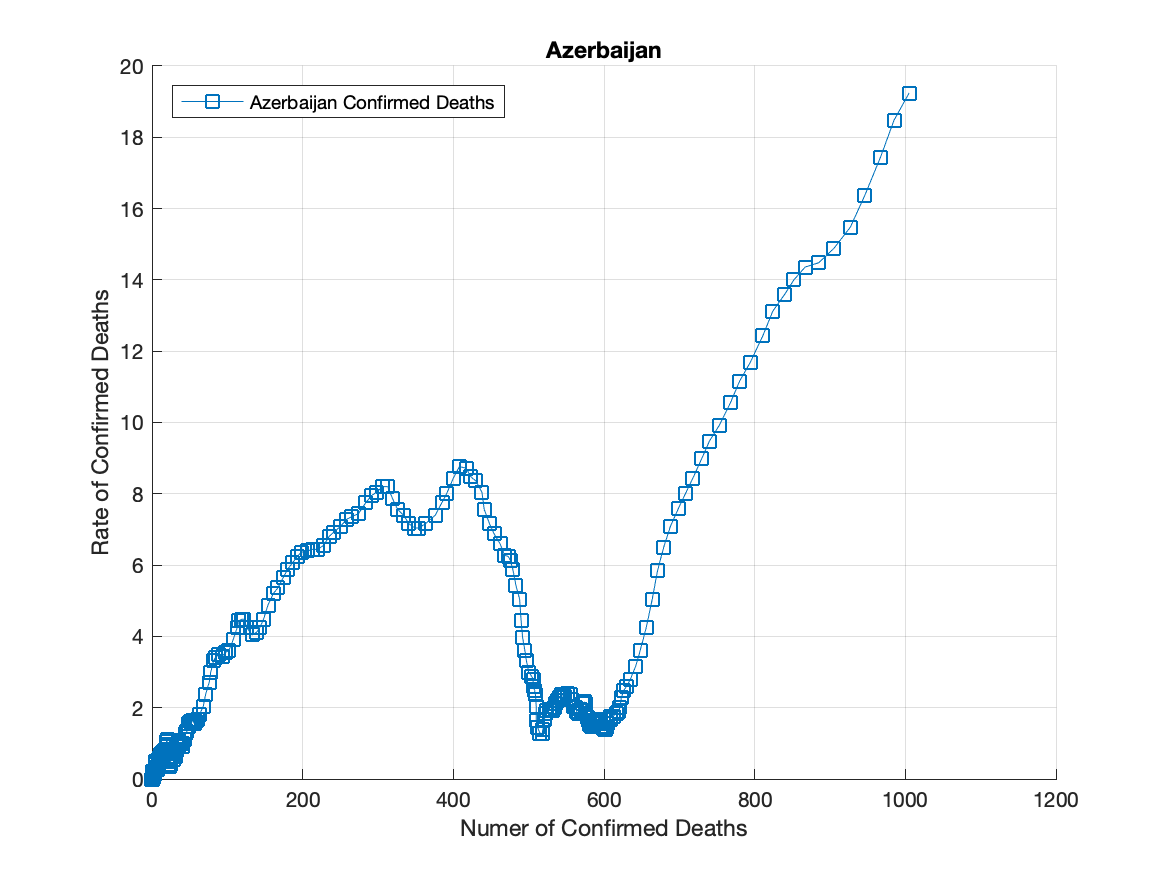 Azerbaijan
Azerbaijan Confirmed Deaths
20
18
16
14
12
10
8
6
4
2
0
Rate of Confirmed Deaths
0 200 400 600 800 1000 1200
Numer of Confirmed Deaths